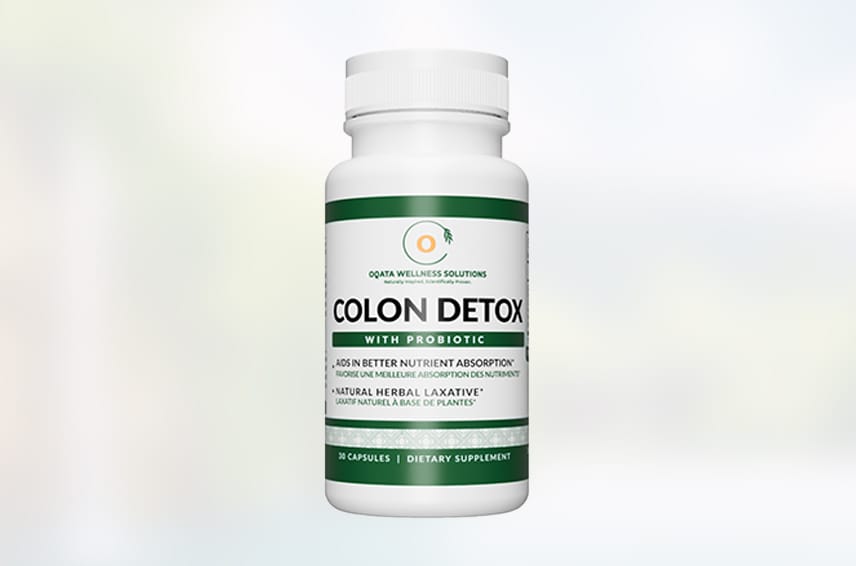 O
OQATA WELLNESS SOLUTIONS
Naturally Inspired. Scientifically Proven.
COLON DETOX
WITH PROBIOTIC
• AIDS IN BETTER NUTRIENT ABSORPTION*
FAVORISE UNE MEILLEURE ABSORPTION DES NUTRIMENTS*
• NATURAL HERBAL LAXATIVE*
LAXATIF NATUREL À BASE DE PLANTES*
30 CAPSULES | DIETARY SUPPLEMENT